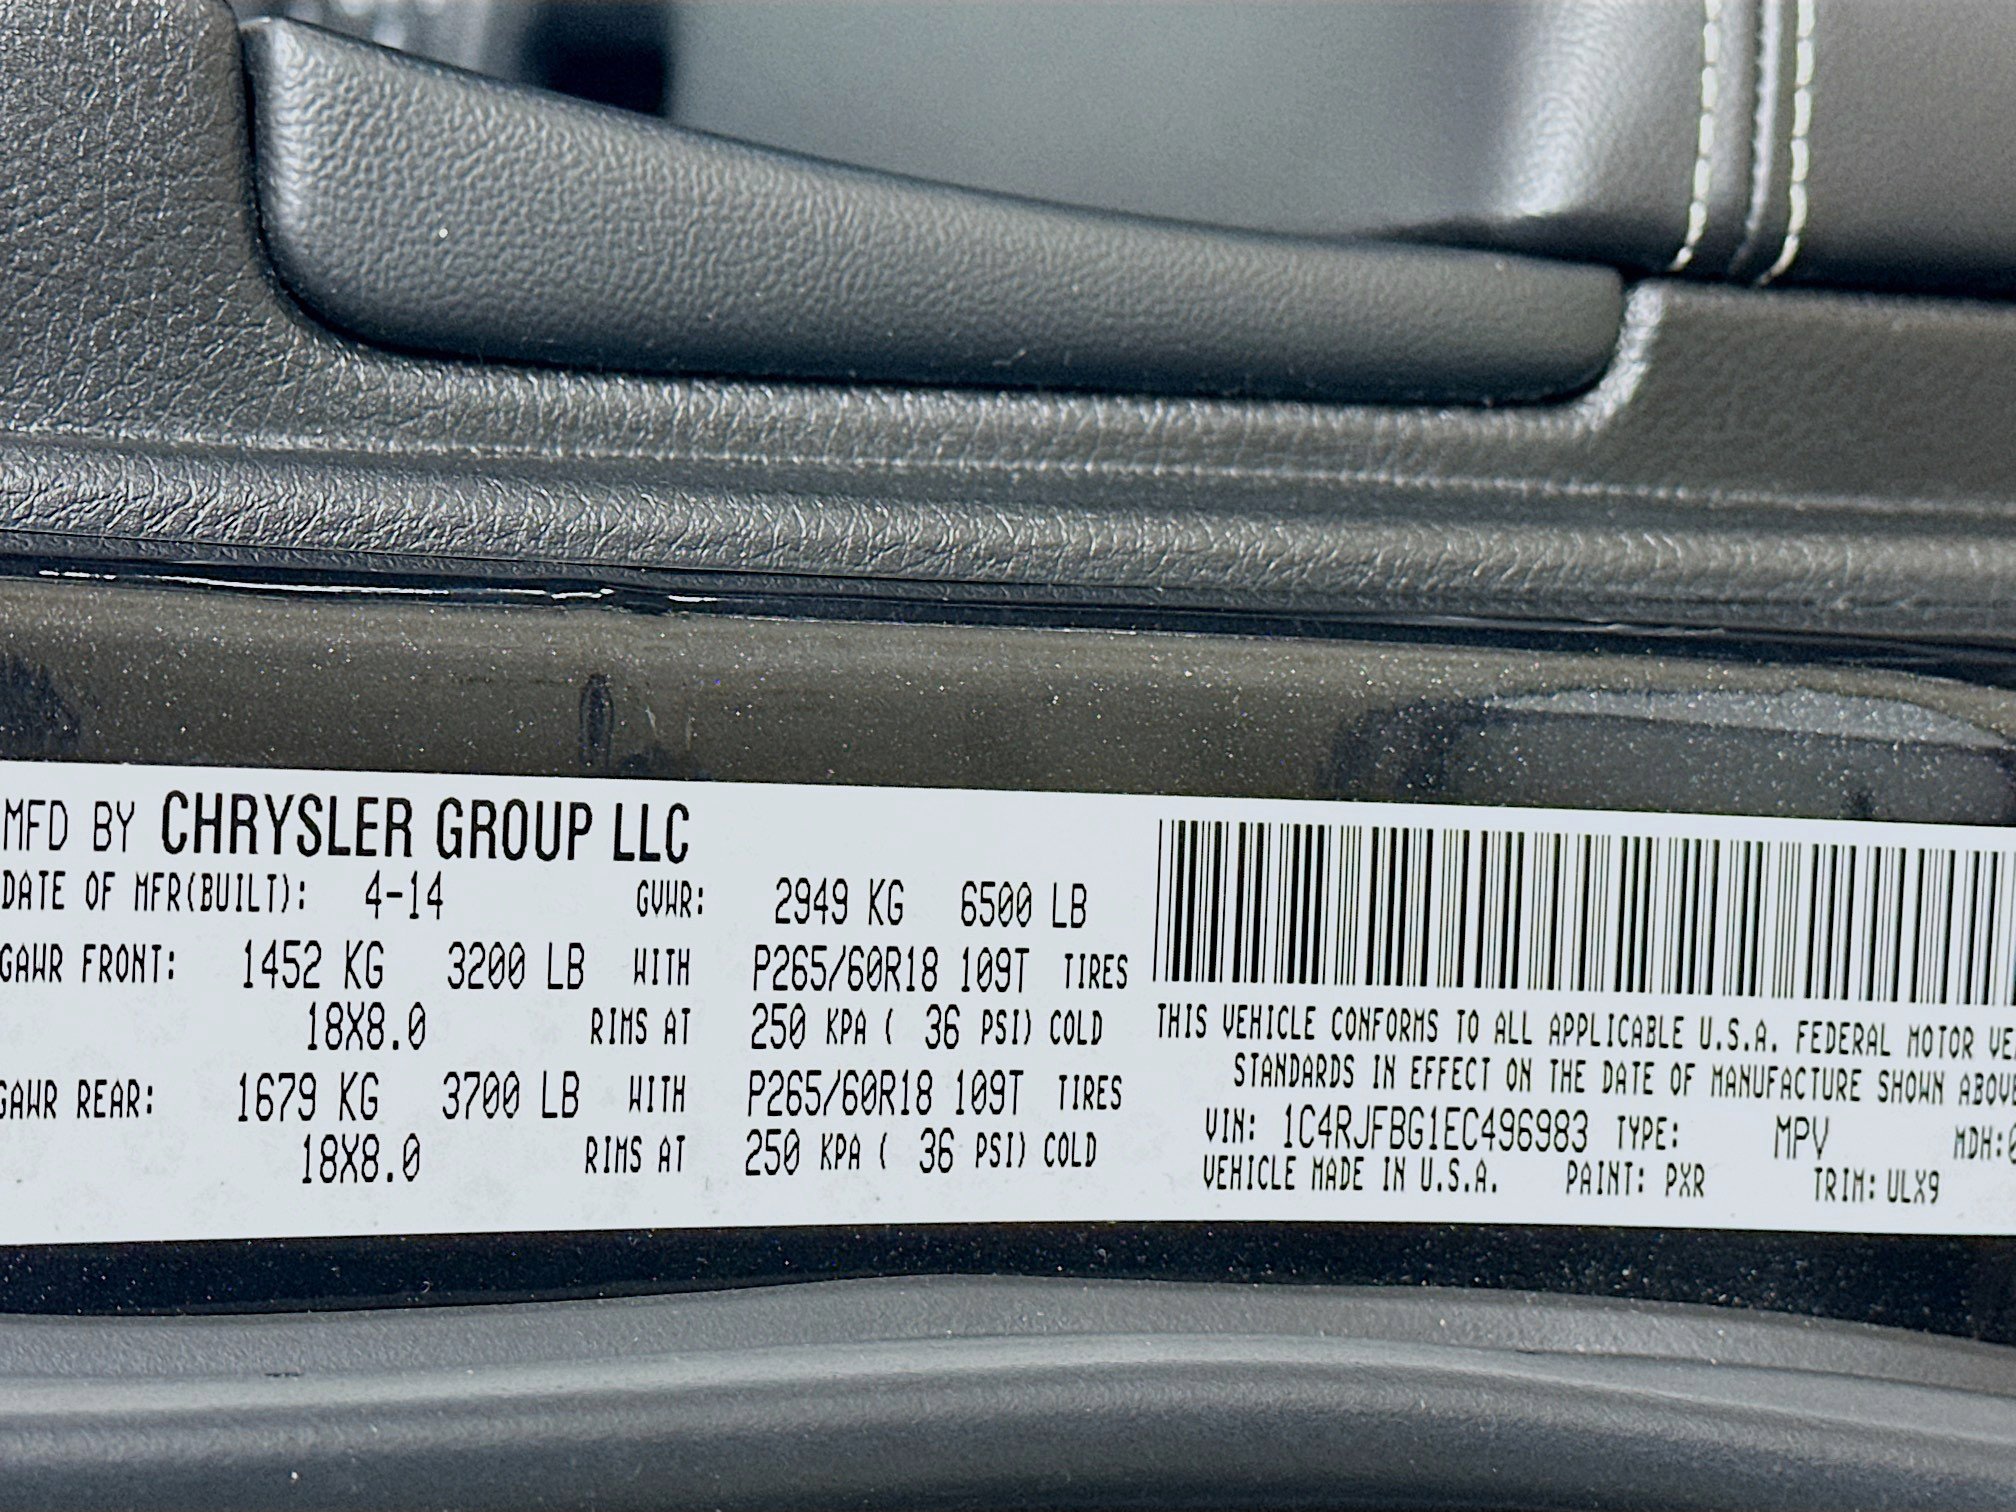 MFD BY CHRYSLER GROUP LLC
DATE OF MFR(BUILT): 4-14 GVWR: 2949 KG 6500 LB
GAWR FRONT: 1452 KG 3200 LB WITH P265/60R18 109T TIRES
18X8.0 RIMS AT 250 KPA ( 36 PSI) COLD
GAWR REAR: 1679 KG 3700 LB WITH P265/60R18 109T TIRES
18X8.0 RIMS AT 250 KPA ( 36 PSI) COLD
THIS VEHICLE CONFORMS TO ALL APPLICABLE U.S.A. FEDERAL MOTOR
STANDARDS IN EFFECT ON THE DATE OF MANUFACTURE SHOWN ABOVE
VIN: 1C4RJFBG1EC496983 TYPE: MPV MDH:
VEHICLE MADE IN U.S.A. PAINT: PXR TRIM: ULX9